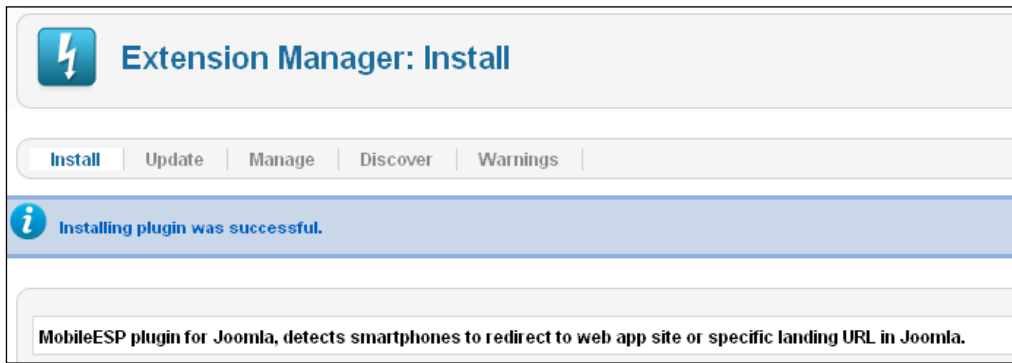 Extension Manager: Install
Install Update Manage Discover Warnings
Installing plugin was successful.
MobileESP plugin for Joomla, detects smartphones to redirect to web app site or specific landing URL in Joomla.